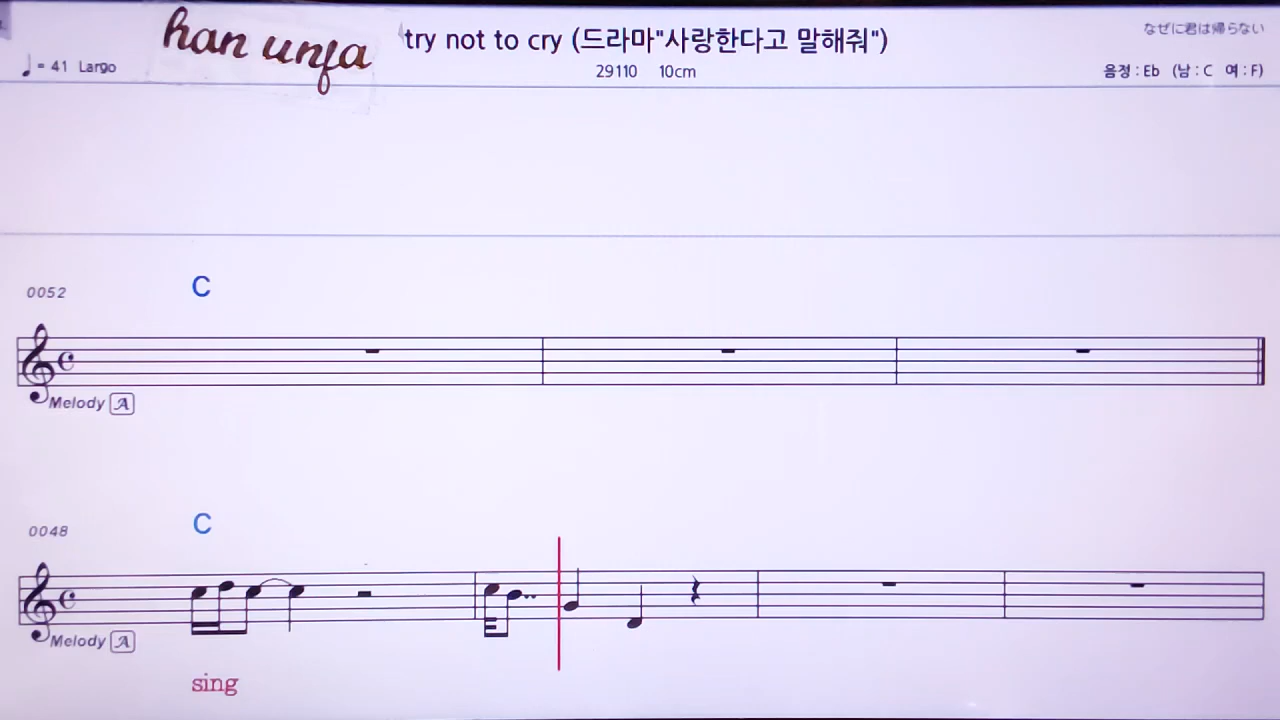 han unfa
try not to cry (드라마"사랑한다고 말해줘")
なぜに君は帰らない
♩ = 41 Largo
29110 10cm
음정 : Eb (남 : C 여 : F)
0052
C
Melody A
0048
C
Melody A
sing